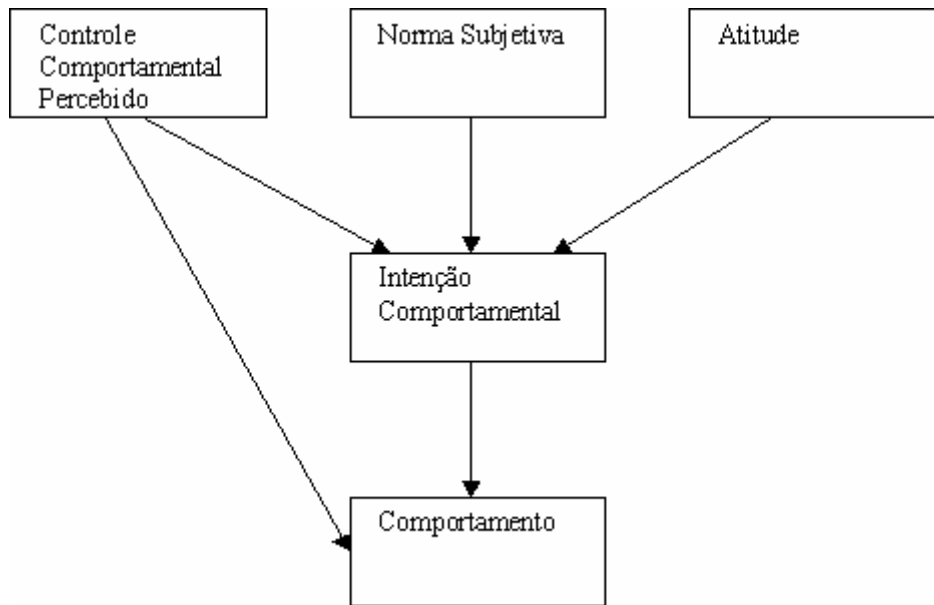 Controle
Comportamental
Percebido
Norma Subjetiva
Atitude
Intenção
Comportamental
Comportamento